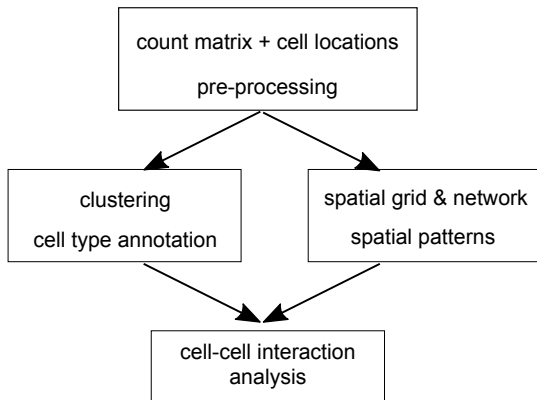 count matrix + cell locations
pre-processing
clustering
cell type annotation
spatial grid & network
spatial patterns
cell-cell interaction
analysis